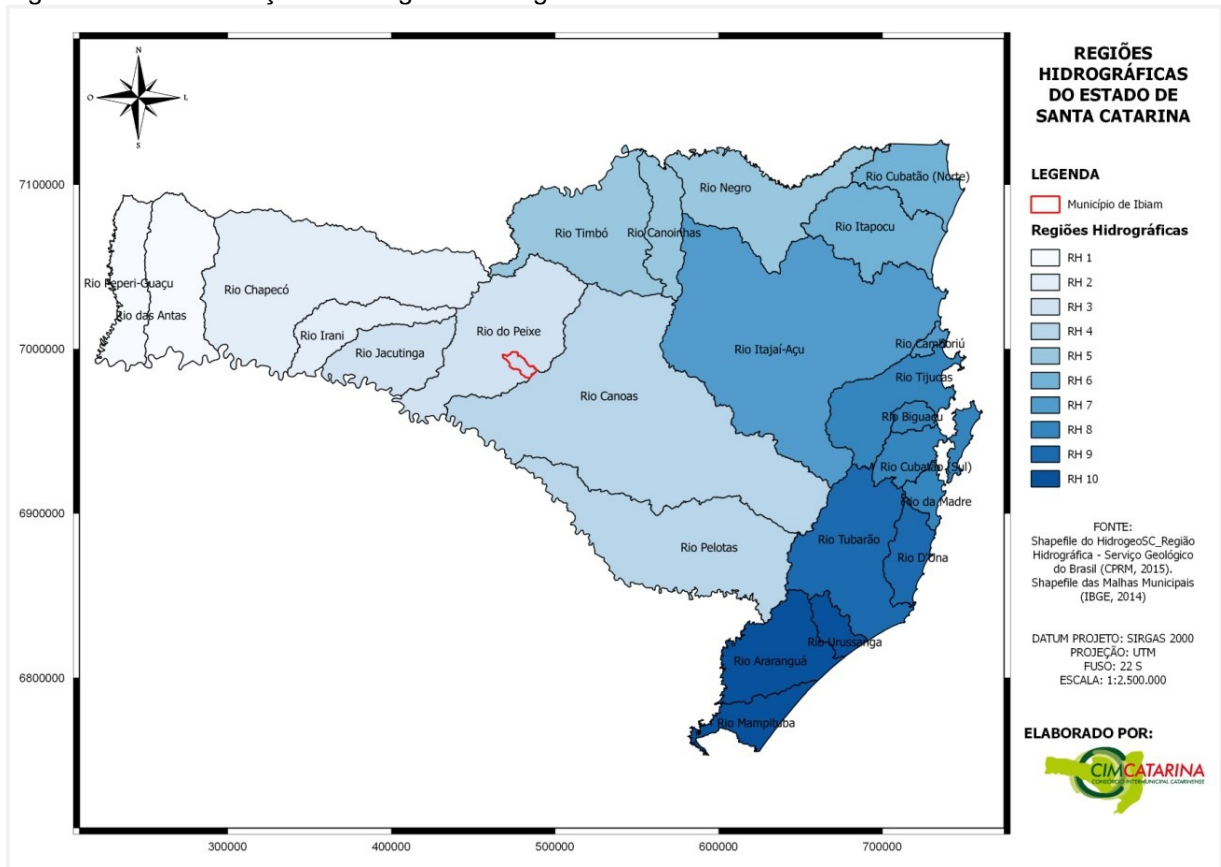 REGIÕES
HIDROGRÁFICAS
DO ESTADO DE
SANTA CATARINA
LEGENDA
Município de Ibiam
Regiões Hidrográficas
RH 1
RH 2
RH 3
RH 4
RH 5
RH 6
RH 7
RH 8
RH 9
RH 10
FONTE:
Shapefile do HidrogeoSC_Região
Hidrográfica - Serviço Geológico
do Brasil (CPRM, 2015).
Shapefile das Malhas Municipais
(IBGE, 2014)
DATUM PROJETO: SIRGAS 2000
PROJEÇÃO: UTM
FUSO: 22 S
ESCALA: 1:2.500.000
ELABORADO POR:
CIMCATARINA
CONSÓRCIO INTERMUNICIPAL CATARINENSE
N
O
L
S
7100000
7000000
6900000
6800000
300000
400000
500000
600000
700000
Rio Cubatão (Norte)
Rio Negro
Rio Itapocu
Rio Timbó
Rio Canoinhas
Rio Peperi-Guaçu
Rio das Antas
Rio Chapecó
Rio Irani
Rio Jacutinga
Rio do Peixe
Rio Itajaí-Açu
Rio Camboriú
Rio Tijucas
Rio Canoas
Rio Biguaçu
Rio Cubatão (Sul)
Rio da Madre
Rio Tubarão
Rio D'Una
Rio Pelotas
Rio Urussanga
Rio Araranguá
Rio Mampituba